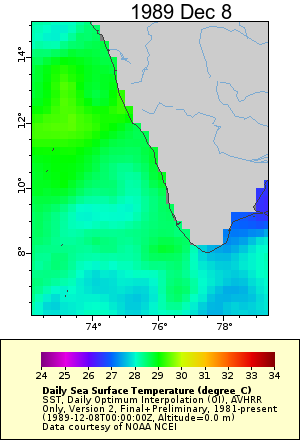 1989 Dec 8
14°
12°
10°
8°
74°
76°
78°
24 25 26 27 28 29 30 31 32 33 34
Daily Sea Surface Temperature (degree_C)
SST, Daily Optimum Interpolation (OI), AVHRR
Only, Version 2, Final+Preliminary, 1981-present
(1989-12-08T00:00:00Z, Altitude=0.0 m)
Data courtesy of NOAA NCEI